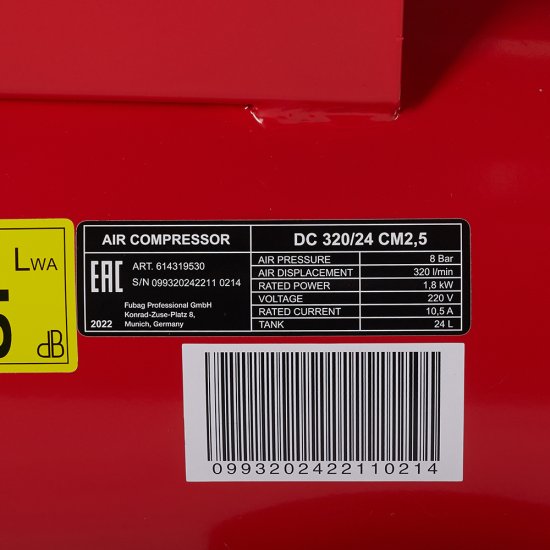 LWA
5
dB
AIR COMPRESSOR
DC 320/24 CM2,5
EAC
ART. 614319530
S/N 099320242211 0214
Fubag Professional GmbH
Konrad-Zuse-Platz 8,
2022 Munich, Germany
AIR PRESSURE 8 Bar
AIR DISPLACEMENT 320 l/min
RATED POWER 1,8 kW
VOLTAGE 220 V
RATED CURRENT 10,5 A
TANK 24 L
0993202422110214